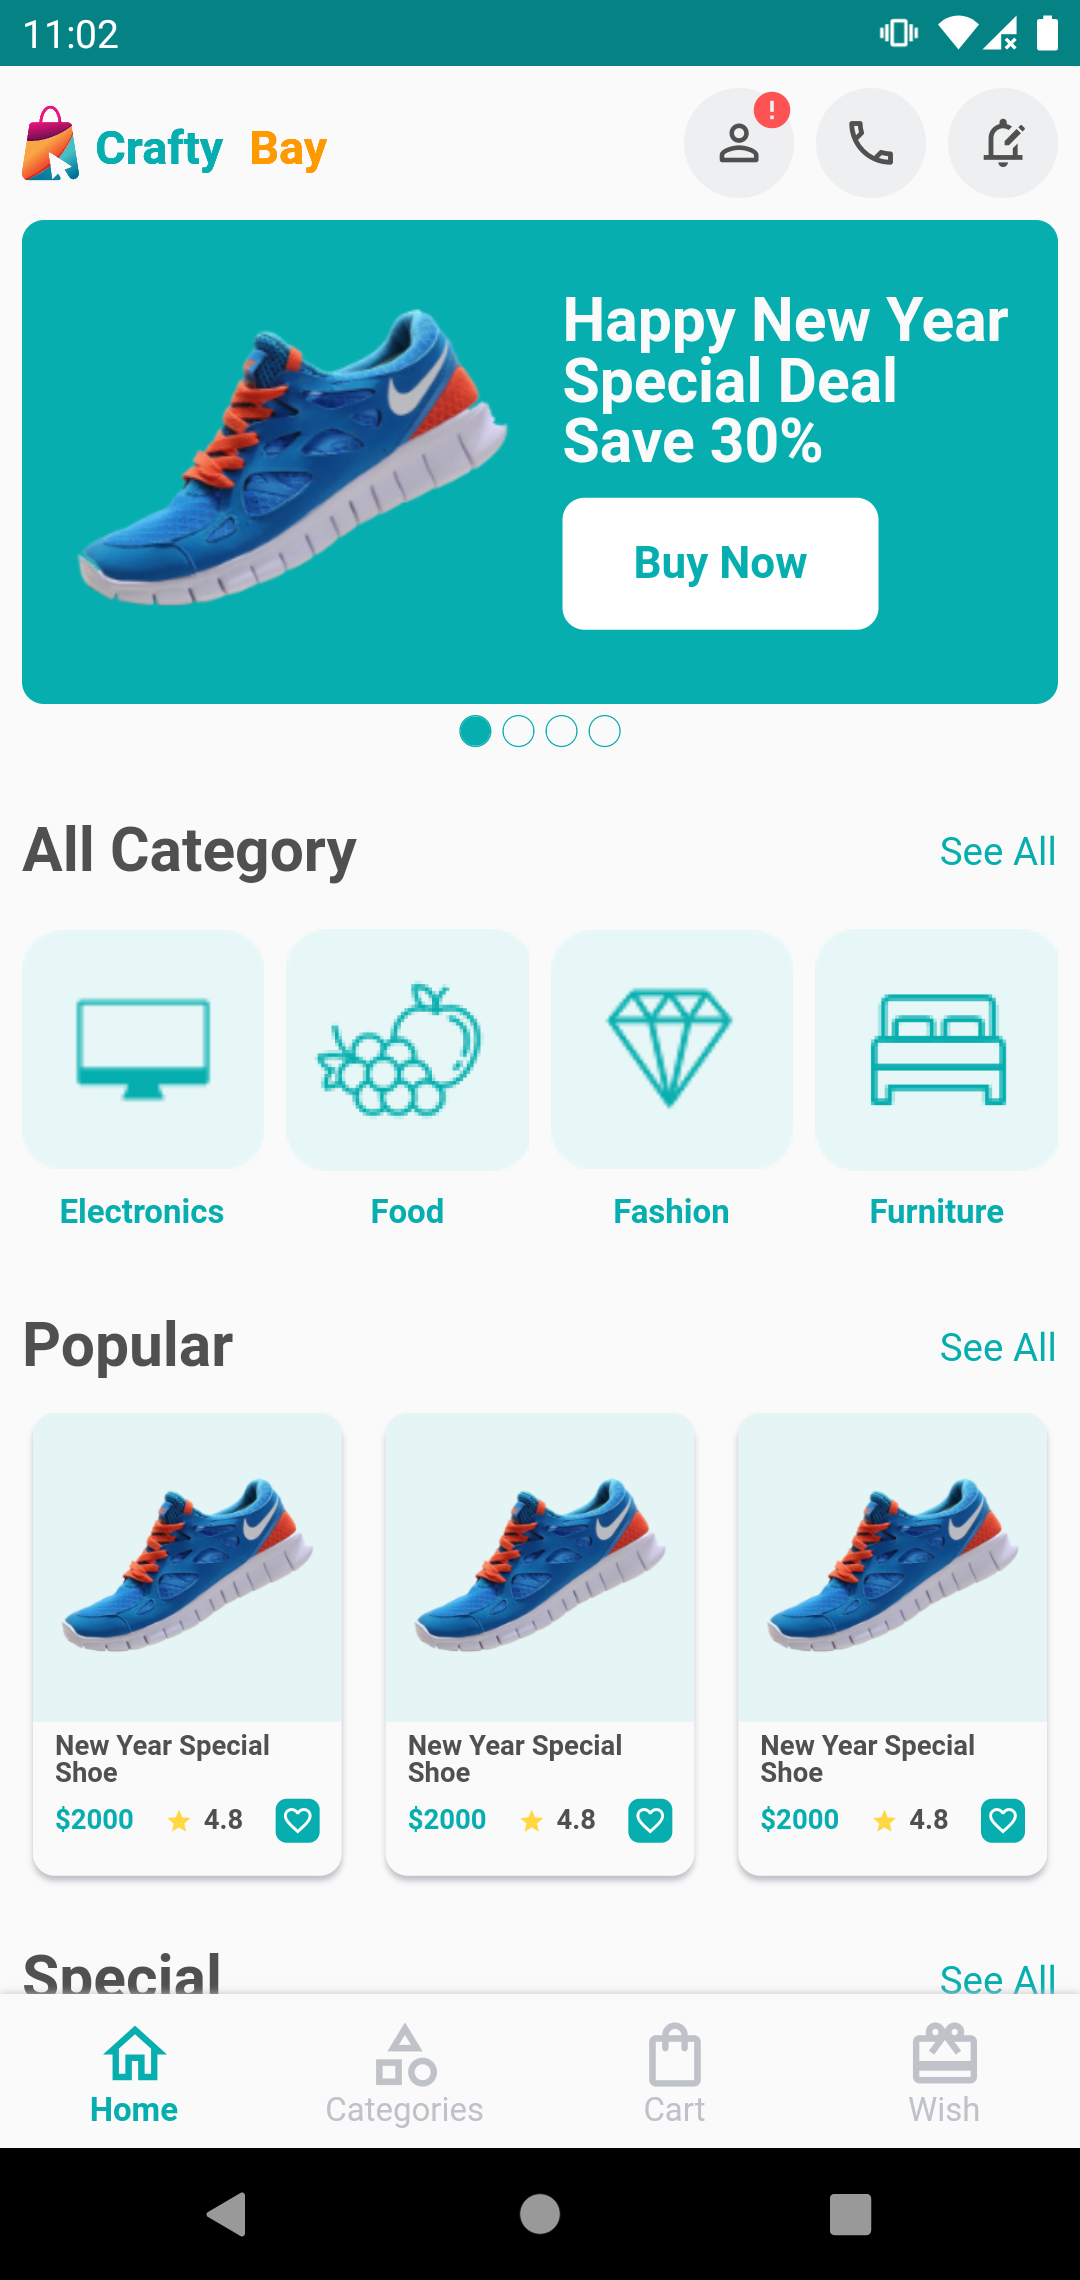 11:02
Crafty Bay
Happy New Year
Special Deal
Save 30%
Buy Now
All Category
See All
Electronics
Food
Fashion
Furniture
Popular
See All
New Year Special
Shoe
$2000
4.8
New Year Special
Shoe
$2000
4.8
New Year Special
Shoe
$2000
4.8
Special
See All
Home
Categories
Cart
Wish